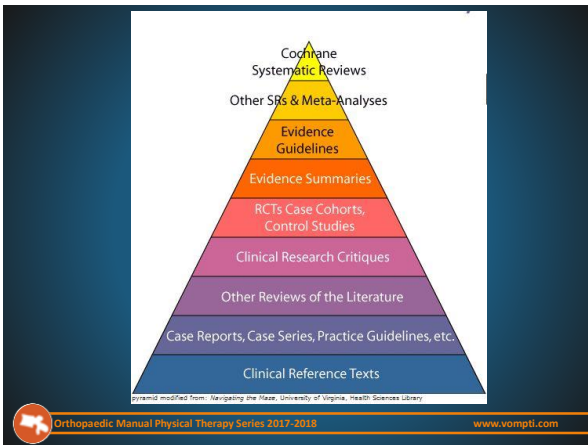 Cochrane
Systematic Reviews
Other SRs & Meta-Analyses
Evidence
Guidelines
Evidence Summaries
RCTs Case Cohorts,
Control Studies
Clinical Research Critiques
Other Reviews of the Literature
Case Reports, Case Series, Practice Guidelines, etc.
Clinical Reference Texts
pyramid modified from: Navigating the Maze, University of Virginia, Health Sciences Library
Orthopaedic Manual Physical Therapy Series 2017-2018
www.vompti.com